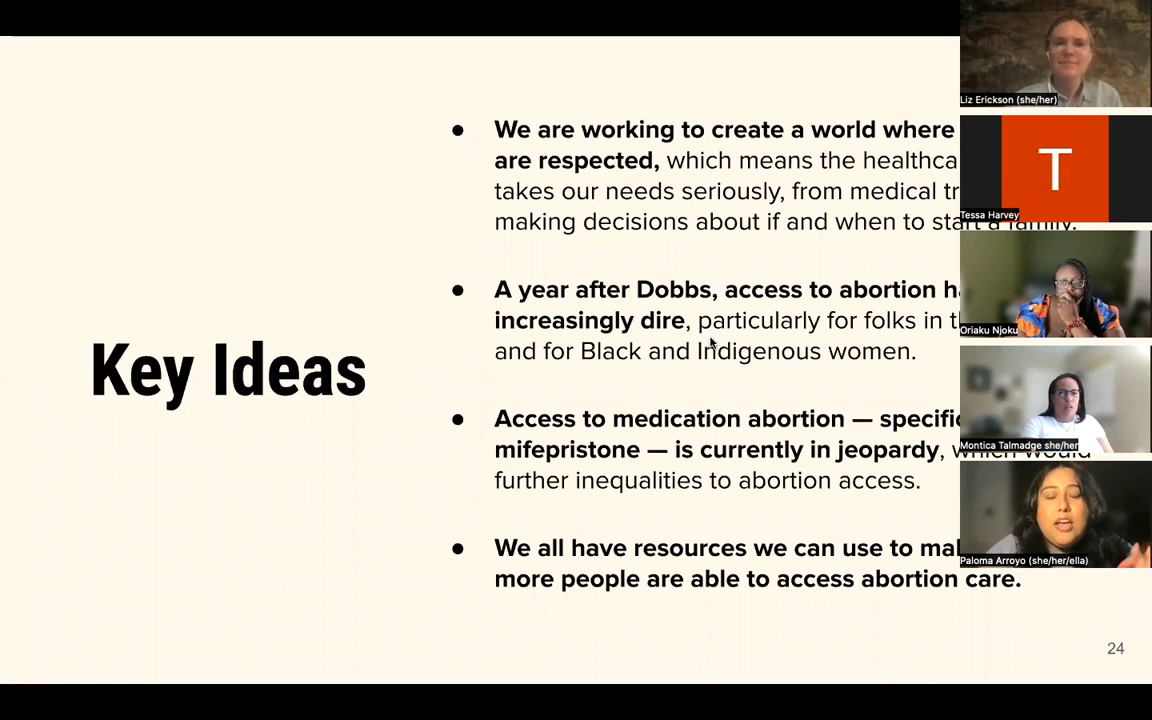 Key Ideas
● We are working to create a world where
are respected, which means the healthca
takes our needs seriously, from medical tr
making decisions about if and when to start a family.
● A year after Dobbs, access to abortion h
increasingly dire, particularly for folks in t
and for Black and Indigenous women.
● Access to medication abortion — specific
mifepristone — is currently in jeopardy, which would
further inequalities to abortion access.
● We all have resources we can use to ma
more people are able to access abortion care.
24
Liz Erickson (she/her)
T
Tessa Harvey
Oriaku Njoku
Montica Talmadge she/her
Paloma Arroyo (she/her/ella)